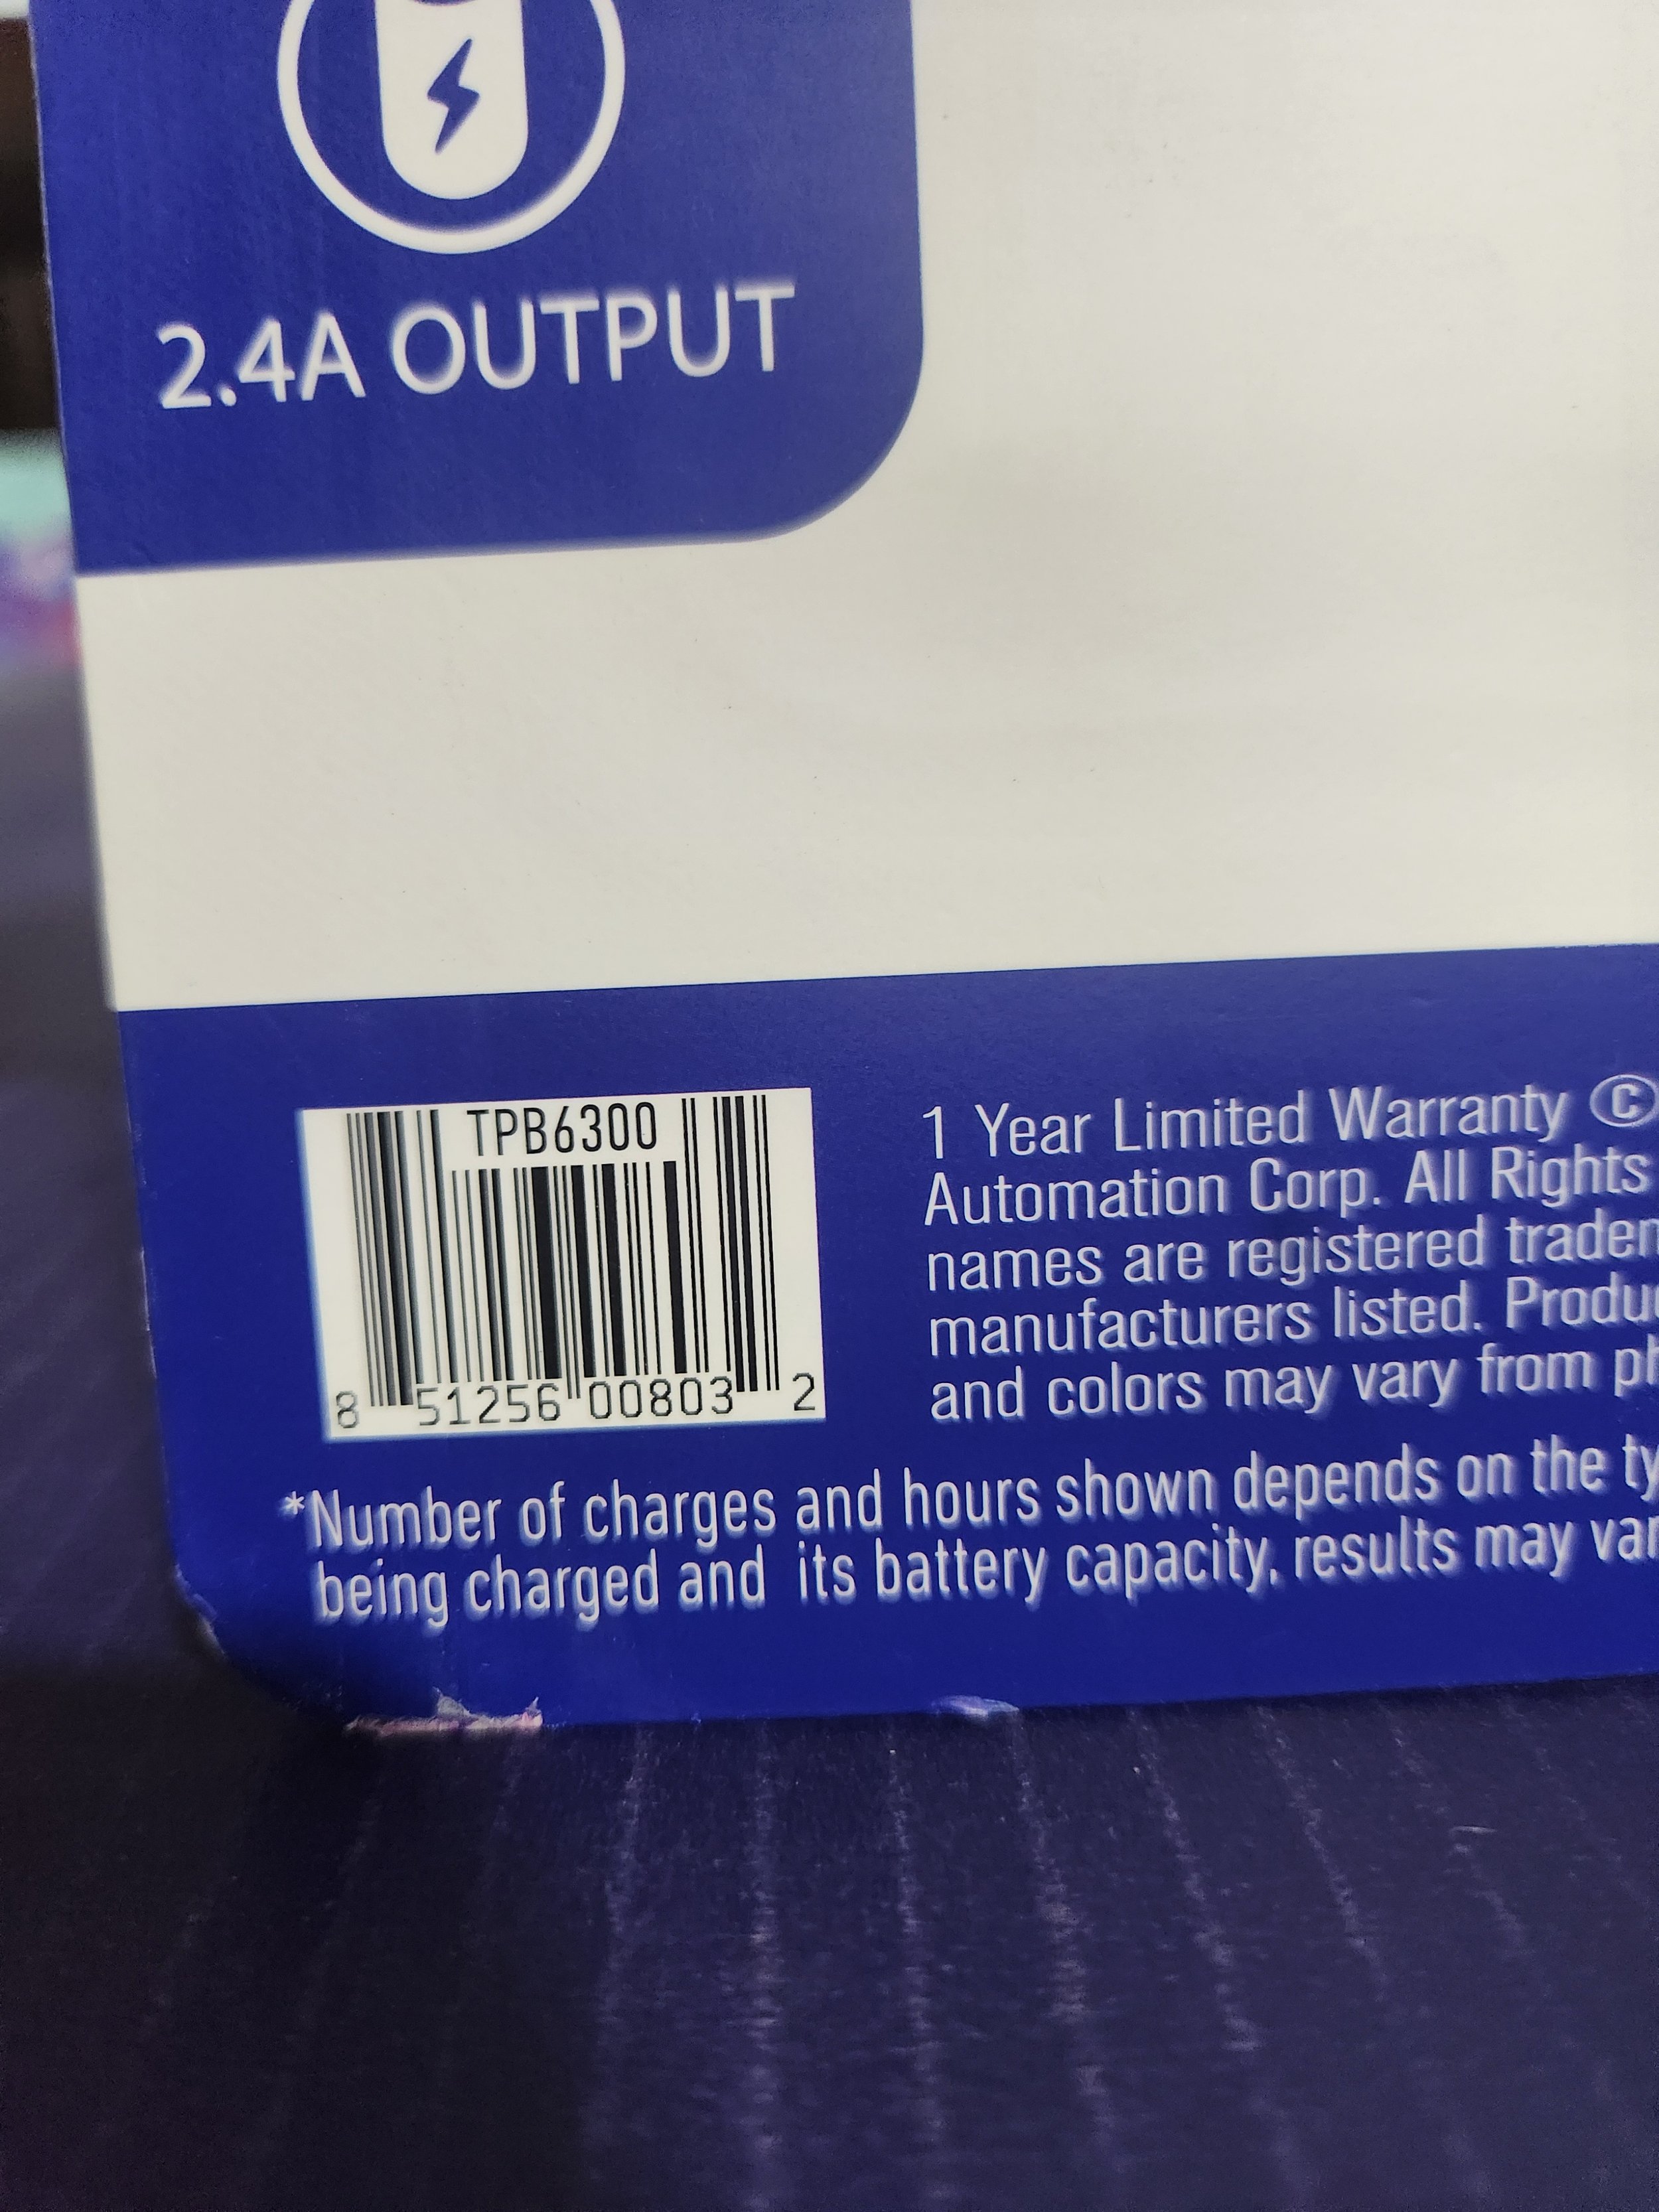 2.4A OUTPUT
TPB6300
8 51256 00803 2
1 Year Limited Warranty ©
Automation Corp. All Rights
names are registered
manufacturers listed.
and colors may vary from
*Number of charges and hours shown depends on the
being charged and its battery capacity, results may